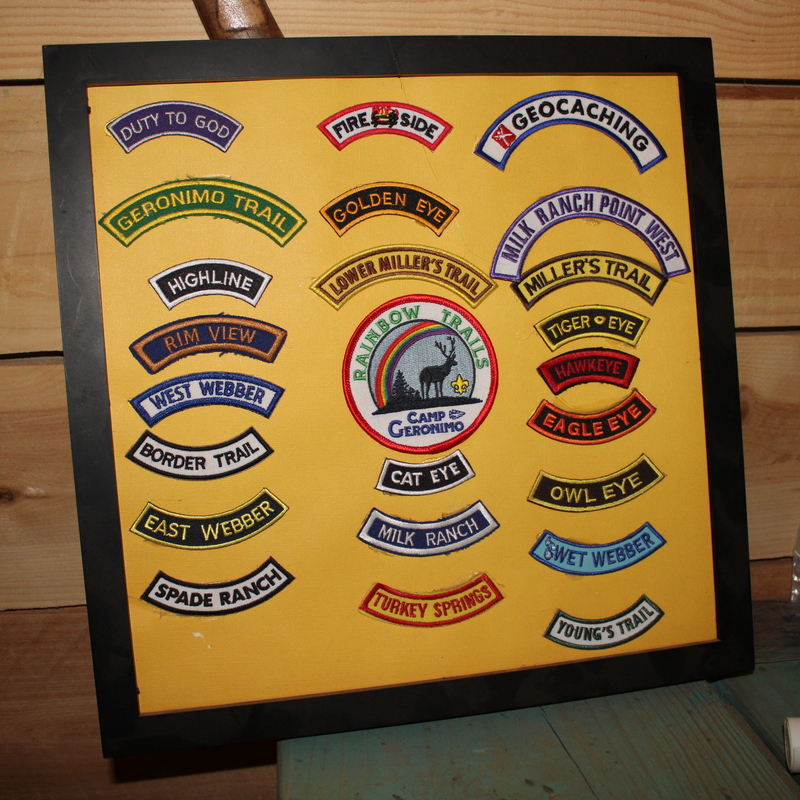 DUTY TO GOD
FIRE SIDE
GEOCACHING
GERONIMO TRAIL
GOLDEN EYE
MILK RANCH POINT WEST
HIGHLINE
LOWER MILLER'S TRAIL
MILLER'S TRAIL
RIM VIEW
RAINBOW TRAILS
CAMP
GERONIMO
TIGER EYE
HAWKEYE
WEST WEBBER
EAGLE EYE
BORDER TRAIL
CAT EYE
OWL EYE
EAST WEBBER
MILK RANCH
WET WEBBER
SPADE RANCH
TURKEY SPRINGS
YOUNG'S TRAIL